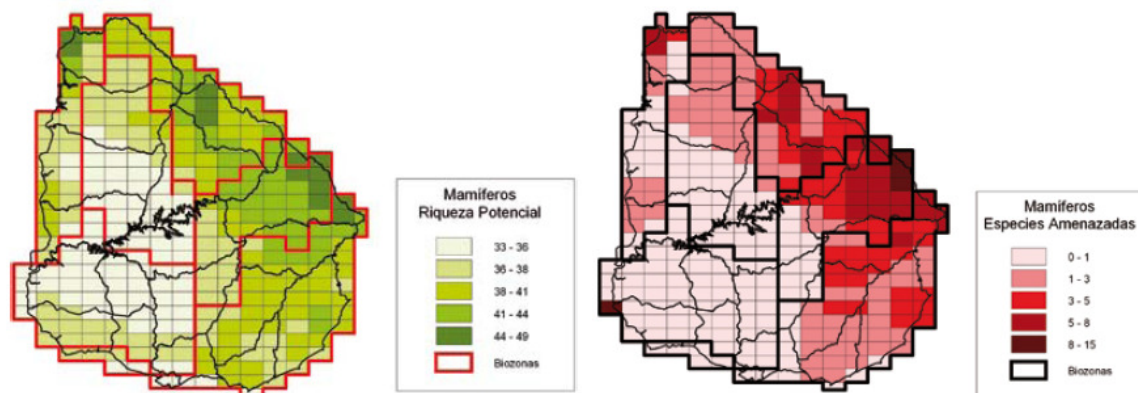 Mamíferos
Riqueza Potencial
33 - 36
36 - 38
38 - 41
41 - 44
44 - 49
Biozonas
Mamíferos
Especies Amenazadas
0 - 1
1 - 3
3 - 5
5 - 8
8 - 15
Biozonas